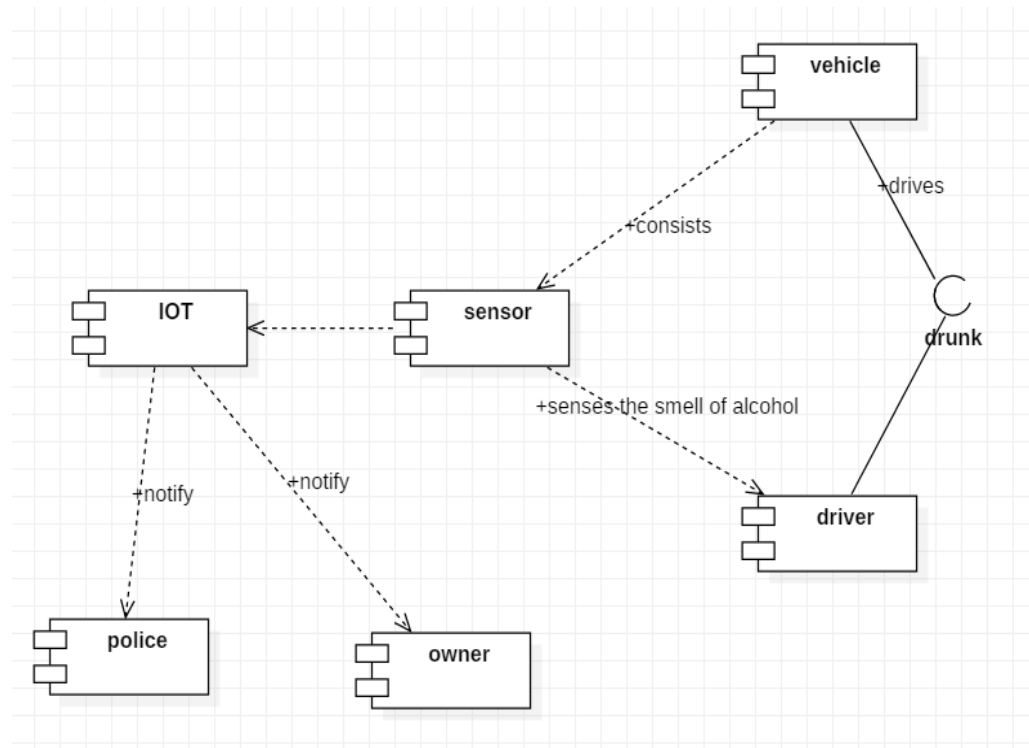 vehicle
+drives
+consists
IOT
sensor
drunk
+senses the smell of alcohol
+notify
+notify
driver
police
owner